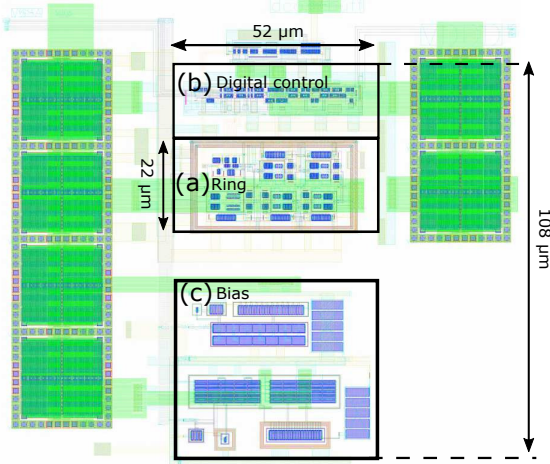 52 µm
(b) Digital control
22 µm
(a) Ring
108 µm
(c) Bias